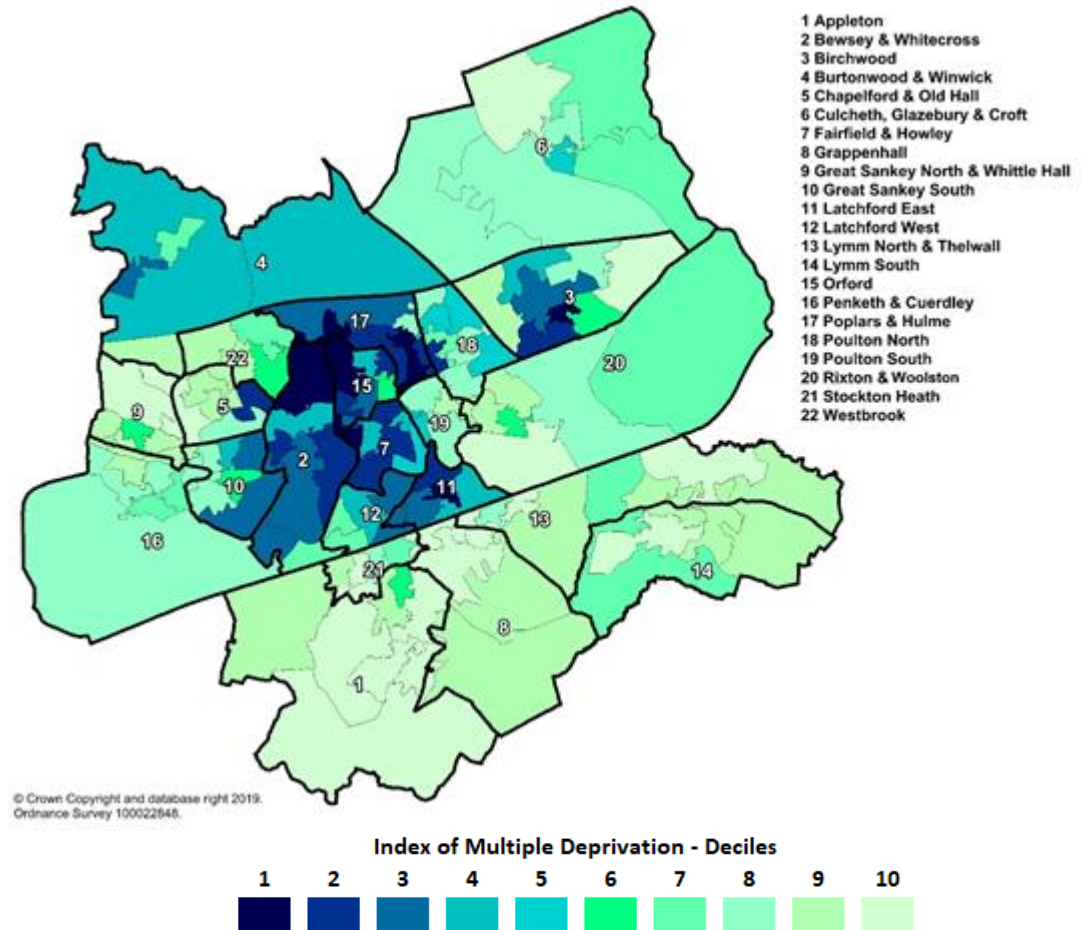 1 Appleton
2 Bewsey & Whitecross
3 Birchwood
4 Burtonwood & Winwick
5 Chapelford & Old Hall
6 Culcheth, Glazebury & Croft
7 Fairfield & Howley
8 Grappenhall
9 Great Sankey North & Whittle Hall
10 Great Sankey South
11 Latchford East
12 Latchford West
13 Lymm North & Thelwall
14 Lymm South
15 Orford
16 Penketh & Cuerdley
17 Poplars & Hulme
18 Poulton North
19 Poulton South
20 Rixton & Woolston
21 Stockton Heath
22 Westbrook
6
4
3
17
18
22
20
15
5
9
19
7
2
10
11
12
13
16
21
14
8
1
© Crown Copyright and database right 2019.
Ordnance Survey 100022848.
Index of Multiple Deprivation - Deciles
1 2 3 4 5 6 7 8 9 10